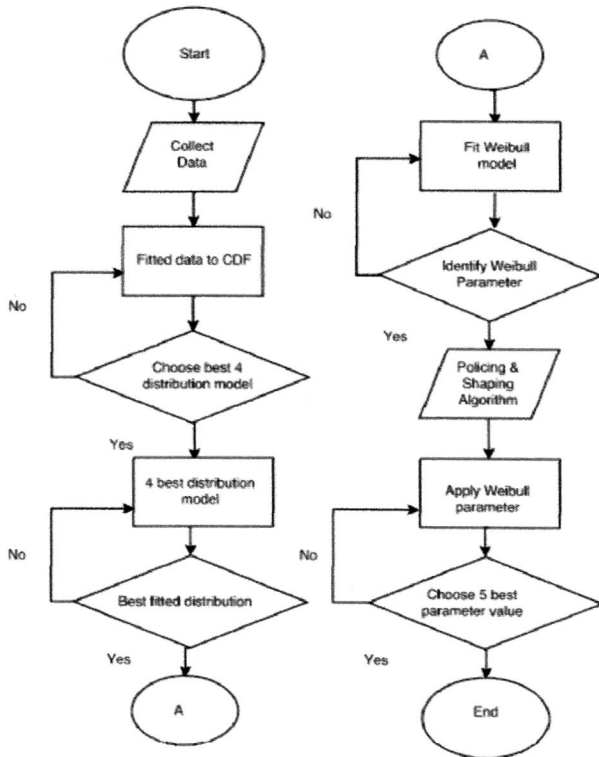 Start
Collect
Data
Fitted data to CDF
No
Choose best 4
distribution model
Yes
4 best distribution
model
No
Best fitted distribution
Yes
A
A
Fit Weibull
model
No
Identify Weibull
Parameter
Yes
Policing &
Shaping
Algorithm
Apply Weibull
parameter
No
Choose 5 best
parameter value
Yes
End